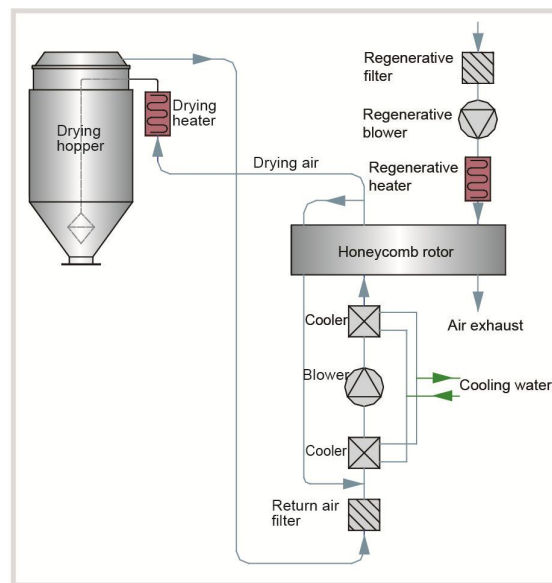 Regenerative
filter
Drying
heater
Drying
hopper
Regenerative
blower
Drying air
Regenerative
heater
Honeycomb rotor
Cooler
Air exhaust
Blower
Cooling water
Cooler
Return air
filter